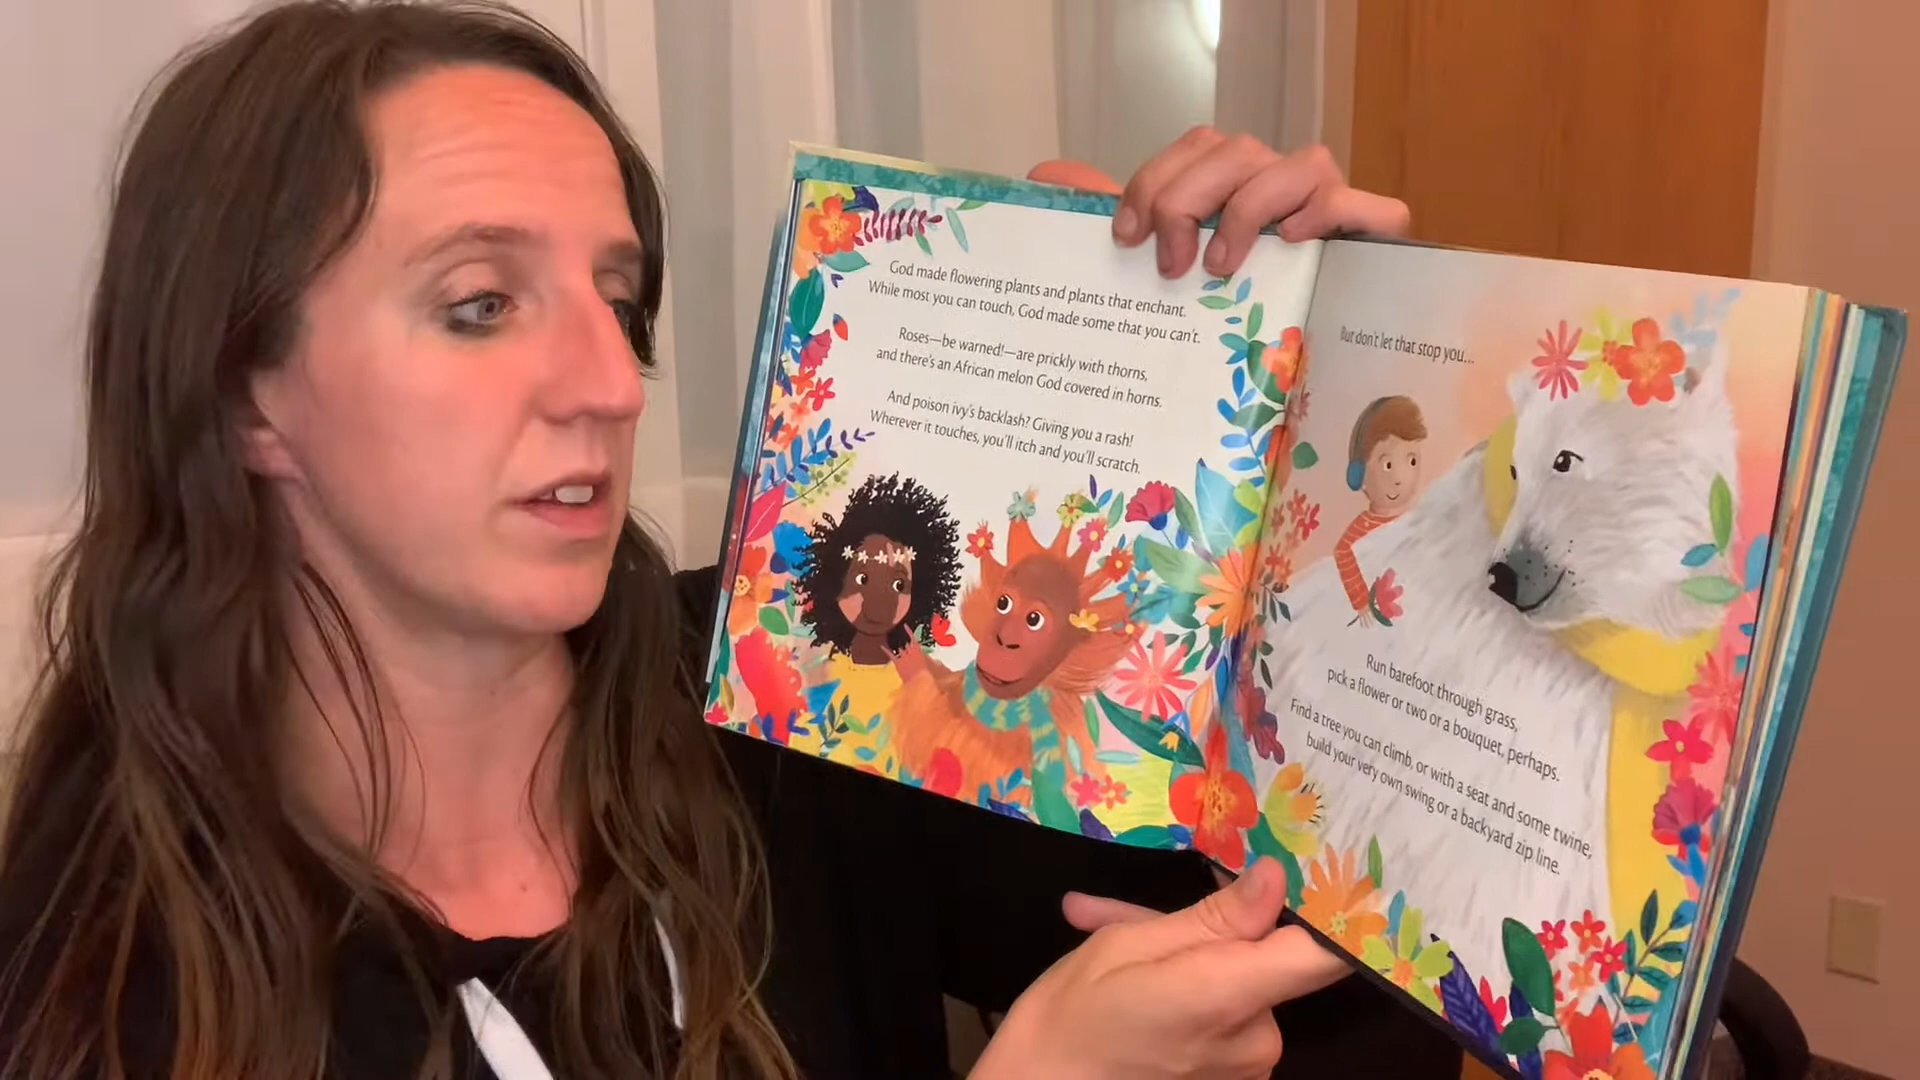 God made flowering plants and plants that enchant.
While most you can touch, God made some that you can't.
Roses—be warned!—are prickly with thorns,
and there's an African melon God covered in horns.
And poison ivy's backlash? Giving you a rash!
Wherever it touches, you'll itch and you'll scratch.
But don't let that stop you...
Run barefoot through grass,
pick a flower or two or a bouquet, perhaps.
Find a tree you can climb, or with a seat and some twine,
build your very own swing or a backyard zip line.